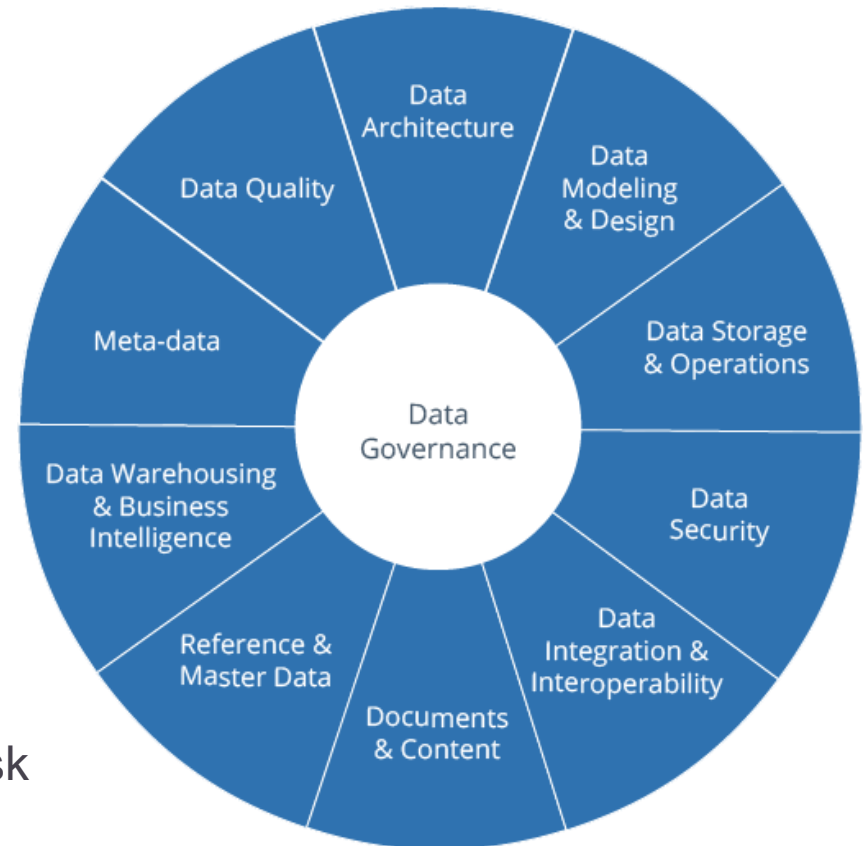 Data
Architecture
Data
Modeling
& Design
Data Storage
& Operations
Data
Security
Data
Integration &
Interoperability
Documents
& Content
Reference &
Master Data
Data Warehousing
& Business
Intelligence
Meta-data
Data Quality
Data
Governance
sk